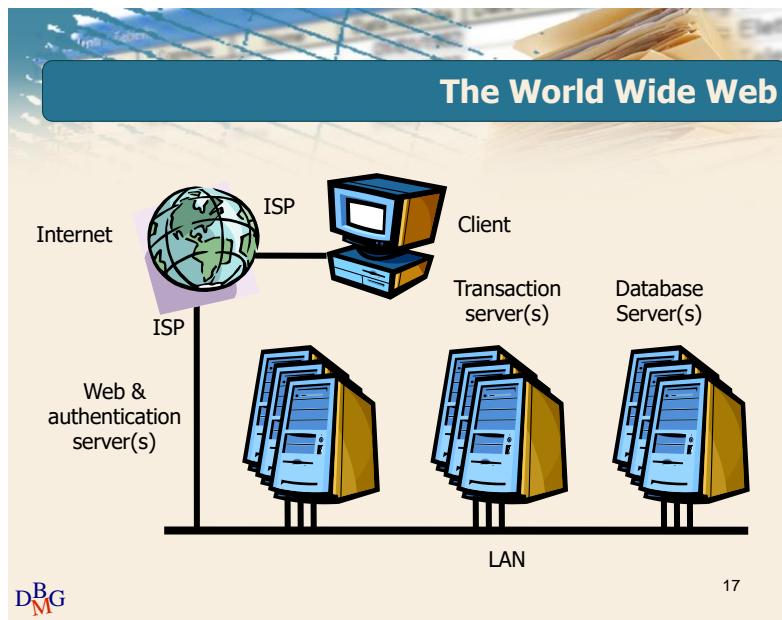 The World Wide Web
ISP
Internet
Client
Transaction
server(s)
Database
Server(s)
ISP
Web &
authentication
server(s)
LAN
17
DBMG